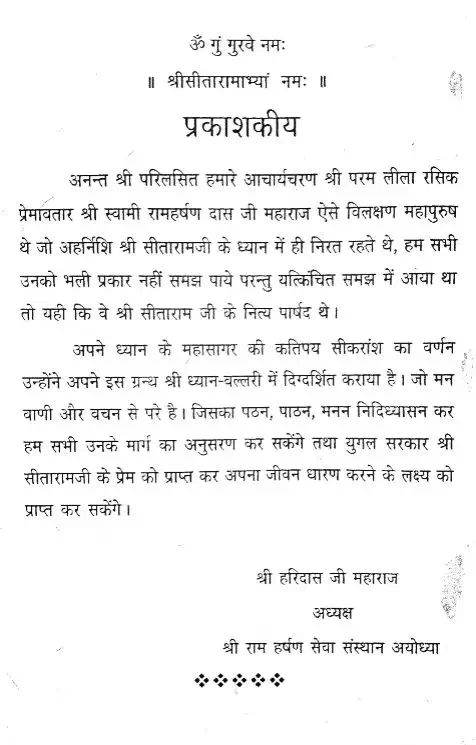 ॐ गुं गुरवे नमः
॥ श्रीसीतारामाभ्यां नमः ॥
प्रकाशकीय
अनन्त श्री परिलसित हमारे आचार्यचरण श्री परम लीला रसिक
प्रेमावतार श्री स्वामी रामहर्षण दास जी महाराज ऐसे विलक्षण महापुरुष
थे जो अहर्निशि श्री सीतारामजी के ध्यान में ही निरत रहते थे, हम सभी
उनको भली प्रकार नहीं समझ पाये परन्तु यत्किंचित समझ में आया था
तो यही कि वे श्री सीताराम जी के नित्य पार्षद थे।
अपने ध्यान के महासागर की कतिपय सीकरांश का वर्णन
उन्होंने अपने इस ग्रन्थ श्री ध्यान-वल्लरी में दिग्दर्शित कराया है। जो मन
वाणी और वचन से परे है। जिसका पठन, पाठन, मनन निदिध्यासन कर
हम सभी उनके मार्ग का अनुसरण कर सकेंगे तथा युगल सरकार श्री
सीतारामजी के प्रेम को प्राप्त कर अपना जीवन धारण करने के लक्ष्य को
प्राप्त कर सकेंगे।
श्री हरिदास जी महाराज
अध्यक्ष
श्री राम हर्षण सेवा संस्थान अयोध्या